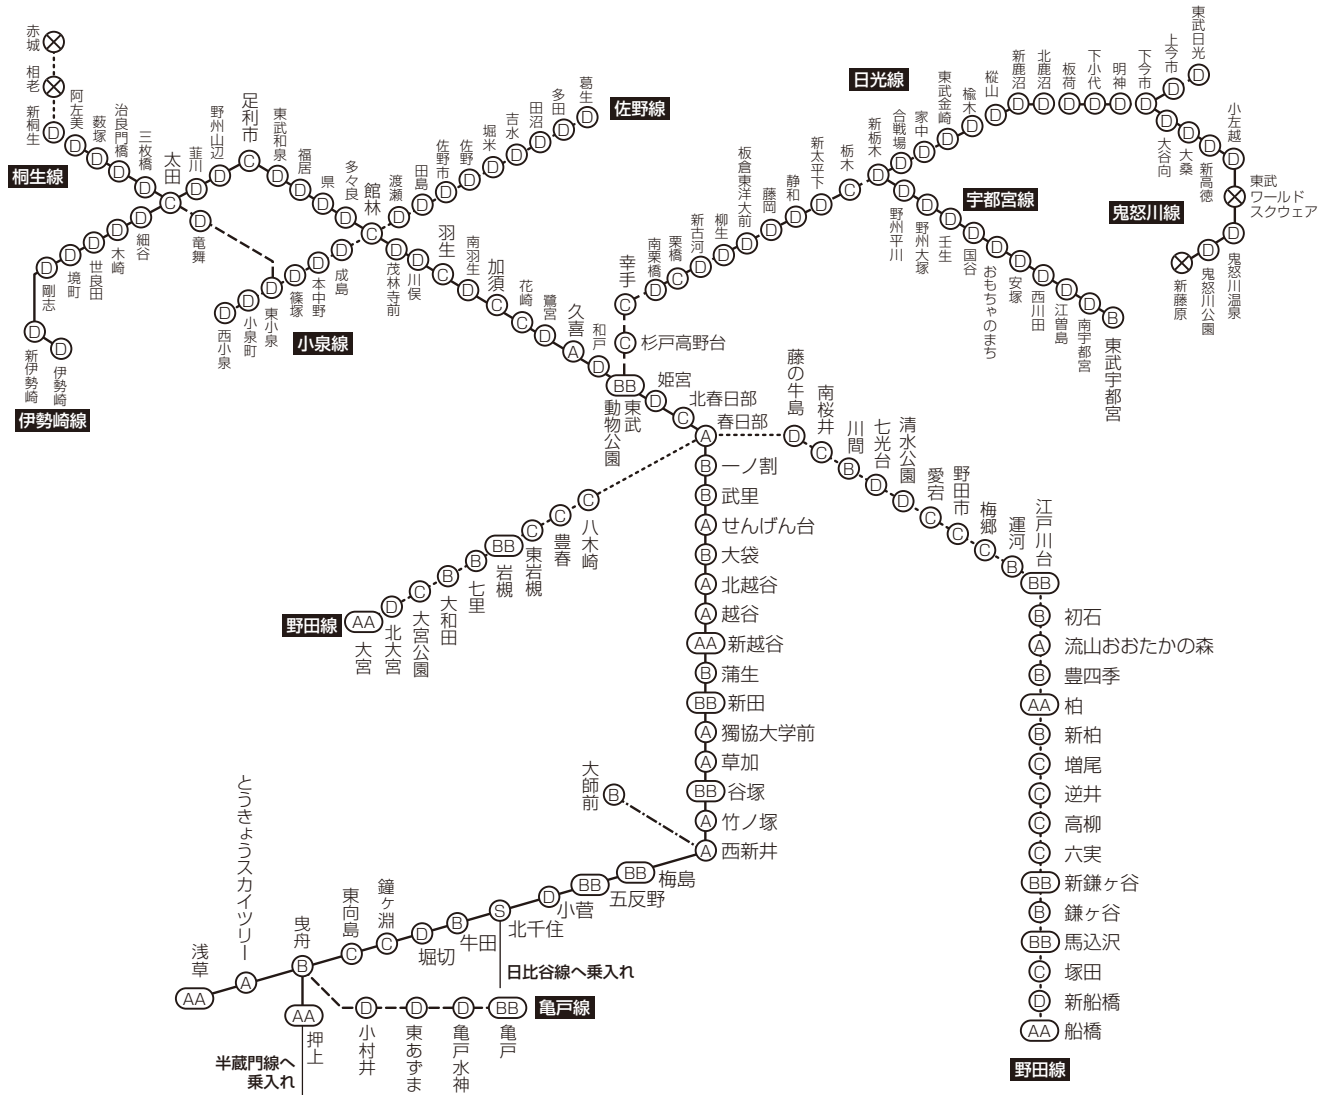 赤城
相老
新桐生
D
阿左美
D
藪塚
D
治良門橋
D
三枚橋
D
太田
C
桐生線
韮川
D
野州山辺
D
足利市
C
東武和泉
D
福居
D
県
D
多々良
D
館林
C
渡瀬
D
田島
D
佐野市
D
佐野
D
堀米
D
吉水
D
田沼
D
多田
D
葛生
D
佐野線
細谷
D
木崎
D
世良田
D
境町
D
剛志
D
新伊勢崎
D
伊勢崎
D
伊勢崎線
竜舞
D
東小泉
D
小泉町
D
西小泉
D
篠塚
D
本中野
D
成島
D
小泉線
茂林寺前
D
川俣
D
羽生
C
南羽生
D
加須
C
花崎
C
鷺宮
D
久喜
A
和戸
D
東武
動物公園
BB
杉戸高野台
C
幸手
C
南栗橋
D
栗橋
C
新古河
D
柳生
D
板倉東洋大前
D
藤岡
D
静和
D
新大平下
D
栃木
C
新栃木
D
合戦場
D
家中
D
東武金崎
D
楡木
D
樅山
D
新鹿沼
D
北鹿沼
D
板荷
D
下小代
D
明神
D
下今市
D
上今市
D
東武日光
D
日光線
大谷向
D
大桑
D
新高徳
D
小左越
D
東武
ワールド
スクウェア
鬼怒川温泉
D
鬼怒川公園
D
新藤原
鬼怒川線
野州平川
D
野州大塚
D
壬生
D
国谷
D
おもちゃのまち
D
安塚
D
西川田
D
江曽島
D
南宇都宮
D
東武宇都宮
B
宇都宮線
姫宮
D
北春日部
C
春日部
A
一ノ割
B
武里
B
せんげん台
A
大袋
B
北越谷
A
越谷
A
新越谷
AA
蒲生
B
新田
BB
獨協大学前
A
草加
A
谷塚
BB
竹ノ塚
A
西新井
A
大師前
B
梅島
BB
五反野
BB
小菅
D
北千住
S
日比谷線へ乗入れ
牛田
B
堀切
D
鐘ヶ淵
C
東向島
C
曳舟
B
とうきょうスカイツリー
A
浅草
AA
押上
AA
半蔵門線へ
乗入れ
小村井
D
東あずま
D
亀戸水神
D
亀戸
BB
亀戸線
八木崎
C
豊春
C
東岩槻
C
岩槻
BB
七里
B
大和田
B
大宮公園
C
北大宮
D
大宮
AA
野田線
藤の牛島
D
南桜井
C
川間
B
七光台
D
清水公園
D
愛宕
C
野田市
C
梅郷
C
運河
B
江戸川台
BB
初石
B
流山おおたかの森
A
豊四季
B
柏
AA
新柏
B
増尾
C
逆井
C
高柳
C
六実
C
新鎌ヶ谷
BB
鎌ヶ谷
B
馬込沢
BB
塚田
C
新船橋
D
船橋
AA
野田線